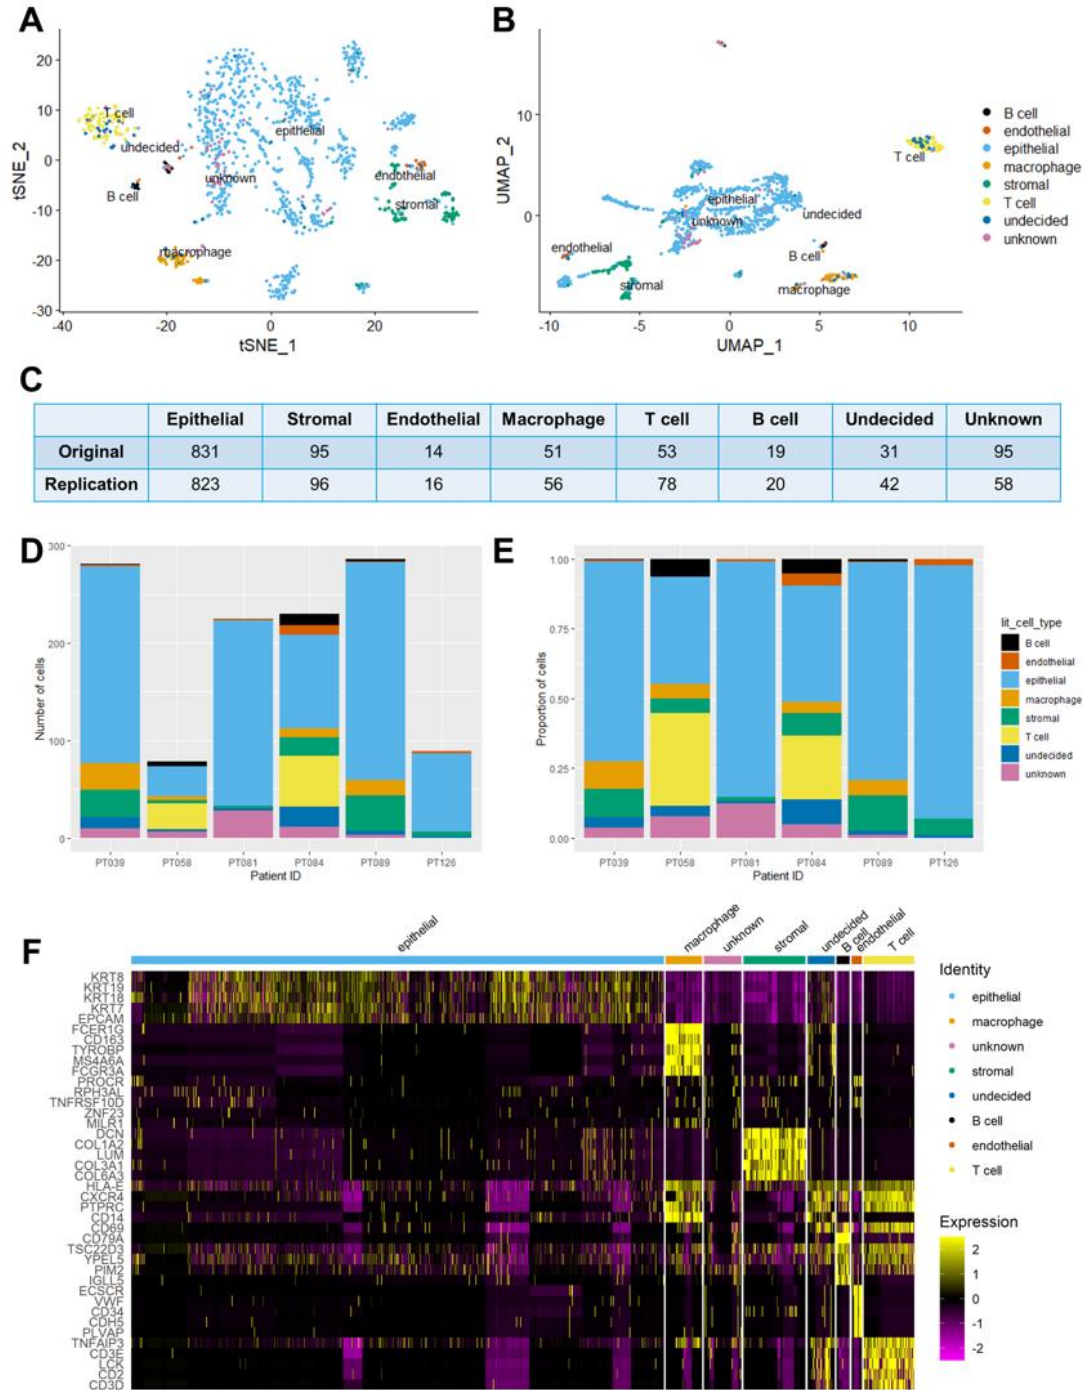 A
B
20
10
0
-10
-20
-30
tSNE_2
T cell
undecided
epithelial
unknown
B cell
endothelial
stromal
macrophage
-40
-20
0
20
tSNE_1
10
0
UMAP_2
T cell
epithelial
unknown
undecided
endothelial
B cell
stromal
macrophage
-10
-5
0
5
10
UMAP_1
B cell
endothelial
epithelial
macrophage
stromal
T cell
undecided
unknown
C
Epithelial Stromal Endothelial Macrophage T cell B cell Undecided Unknown
Original 831 95 14 51 53 19 31 95
Replication 823 96 16 56 78 20 42 58
D
300
200
100
0
Number of cells
PT039 PT058 PT081 PT084 PT089 PT126
Patient ID
E
1.00
0.75
0.50
0.25
0.00
Proportion of cells
PT039 PT058 PT081 PT084 PT089 PT126
Patient ID
lit_cell_type
B cell
endothelial
epithelial
macrophage
stromal
T cell
undecided
unknown
F
epithelial
macrophage
unknown
stromal
undecided
B cell
endothelial
T cell
KRT8
KRT19
KRT18
KRT7
EPCAM
FCER1G
CD163
TYROBP
MS4A6A
FCGR3A
PROCR
RPH3AL
TNFRSF10D
ZNF23
MILR1
DCN
COL1A2
LUM
COL3A1
COL6A3
HLA-E
CXCR4
PTPRC
CD14
CD69
CD79A
TSC22D3
YPEL5
PIM2
IGLL5
ECSCR
VWF
CD34
CDH5
PLVAP
TNFAIP3
CD3E
LCK
CD2
CD3D
Identity
epithelial
macrophage
unknown
stromal
undecided
B cell
endothelial
T cell
Expression
2
1
0
-1
-2